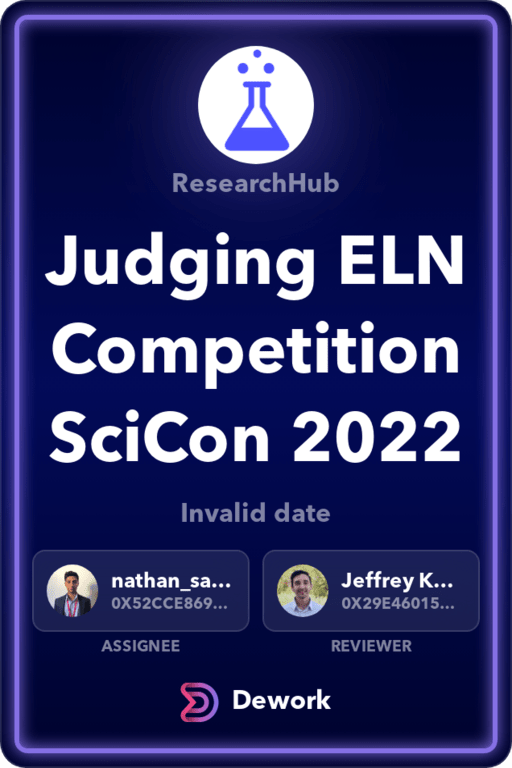 ResearchHub
Judging ELN
Competition
SciCon 2022
Invalid date
nathan_sa...
0X52CCE869...
Jeffrey K...
0X29E46015...
ASSIGNEE
REVIEWER
Dework